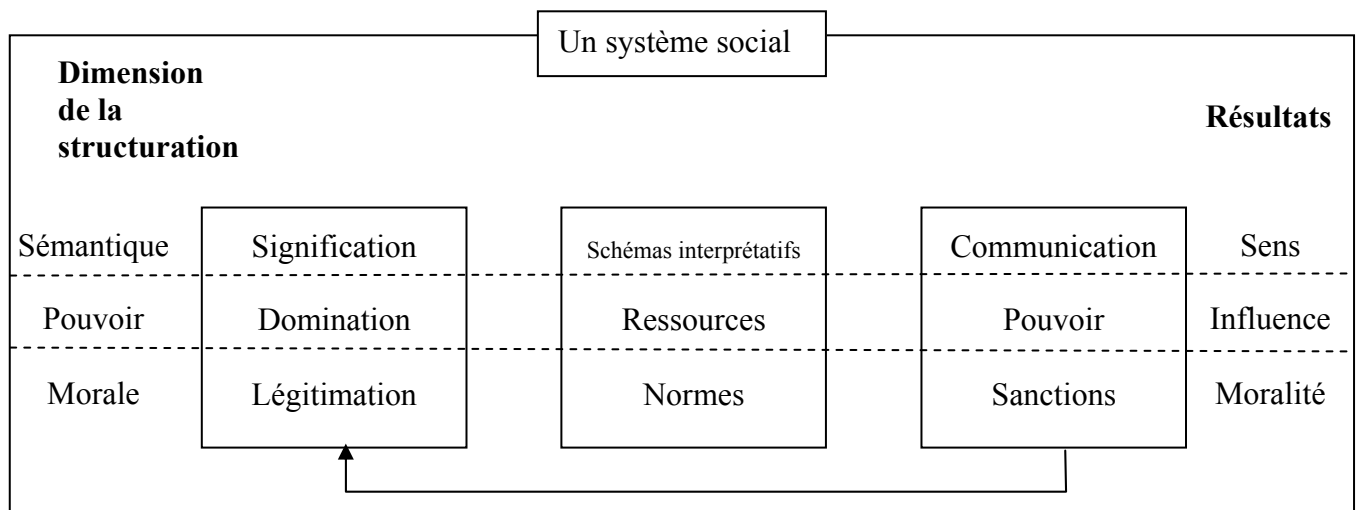 Un système social
Dimension
de la
structuration
Résultats
Sémantique Signification Schémas interprétatifs Communication Sens
Pouvoir Domination Ressources Pouvoir Influence
Morale Légitimation Normes Sanctions Moralité